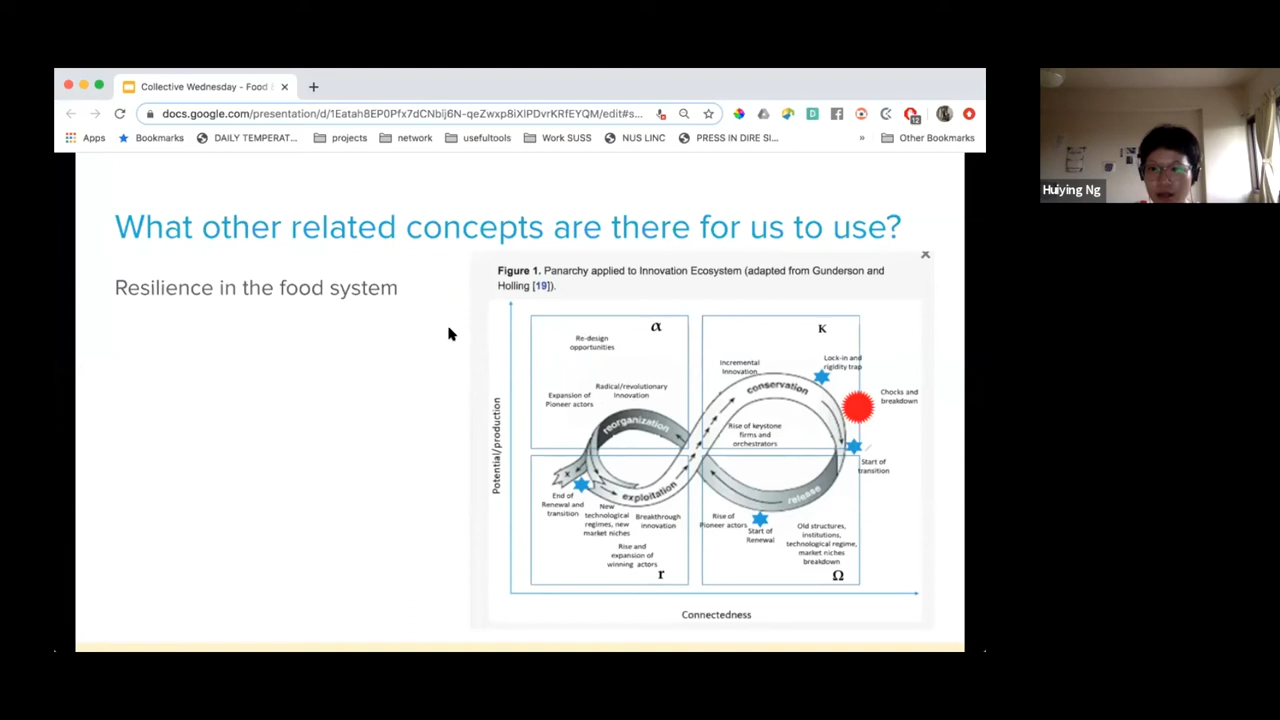 Collective Wednesday - Food
docs.google.com/presentation/d/1Eatah8EP0Pfx7dCNbij6N-qeZwxp8iXlPDvrKRfEYQM/edit#s...
12
Apps
Bookmarks
DAILY TEMPERAT...
projects
network
usefultools
Work SUSS
NUS LINC
PRESS IN DIRE SI...
»
Other Bookmarks
Huiying Ng
What other related concepts are there for us to use?
Resilience in the food system
Figure 1. Panarchy applied to Innovation Ecosystem (adapted from Gunderson and
Holling [19]).
Potential/production
α
Re-design
opportunities
Radical/revolutionary
Innovation
Expansion of
Pioneer actors
reorganization
K
Incremental
Innovation
Lock-in and
rigidity trap
conservation
Chocks and
breakdown
Rise of keystone
firms and
orchestrators
Start of
transition
x
exploitation
End of
Renewal and
transition
New
technological
regimes, new
market niches
Breakthrough
innovation
Rise and
expansion of
winning actors
r
release
Rise of
Pioneer actors
Start of
Renewal
Old structures,
institutions,
technological regime,
market niches
breakdown
Ω
Connectedness